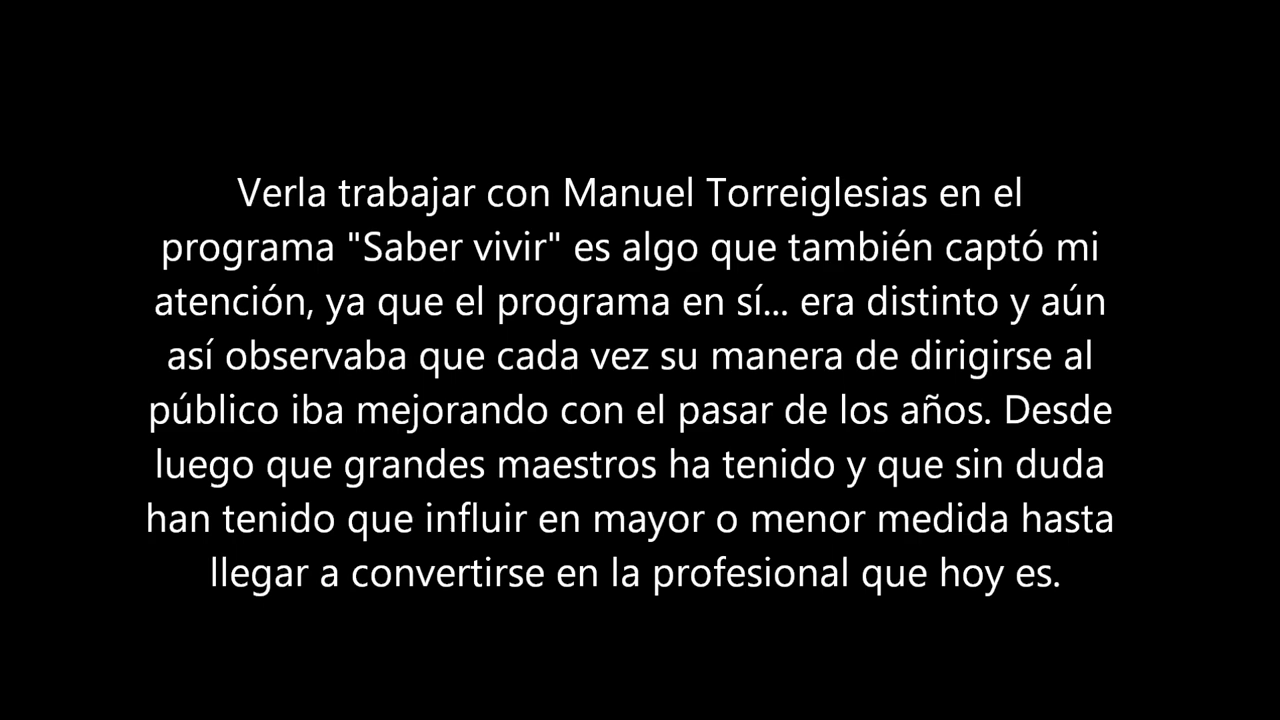 Verla trabajar con Manuel Torreiglesias en el
programa "Saber vivir" es algo que también captó mi
atención, ya que el programa en sí... era distinto y aún
así observaba que cada vez su manera de dirigirse al
público iba mejorando con el pasar de los años. Desde
luego que grandes maestros ha tenido y que sin duda
han tenido que influir en mayor o menor medida hasta
llegar a convertirse en la profesional que hoy es.